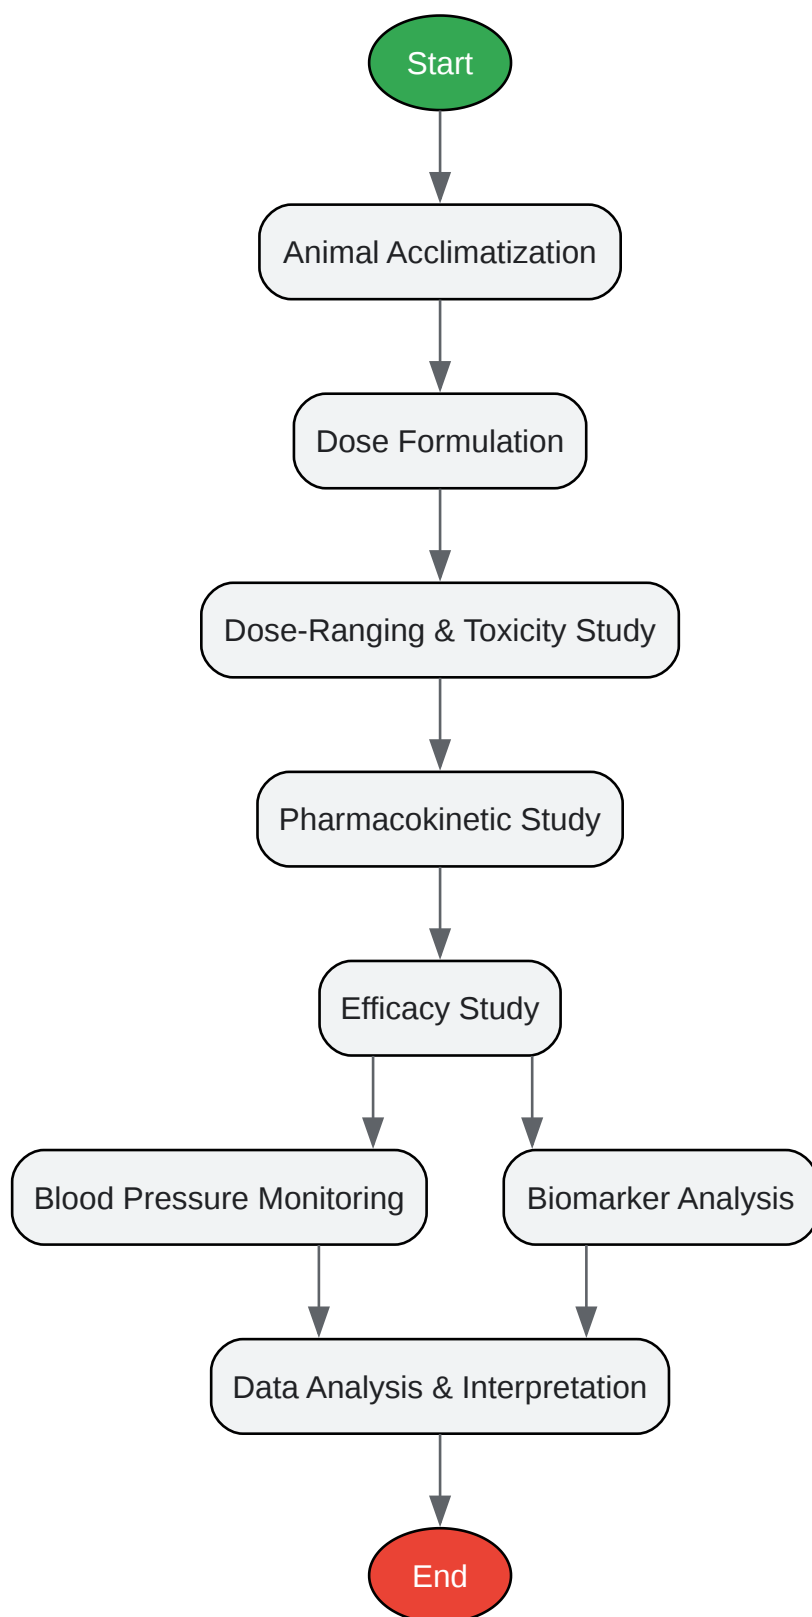 Start
Animal Acclimatization
Dose Formulation
Dose-Ranging & Toxicity Study
Pharmacokinetic Study
Efficacy Study
Blood Pressure Monitoring
Biomarker Analysis
Data Analysis & Interpretation
End